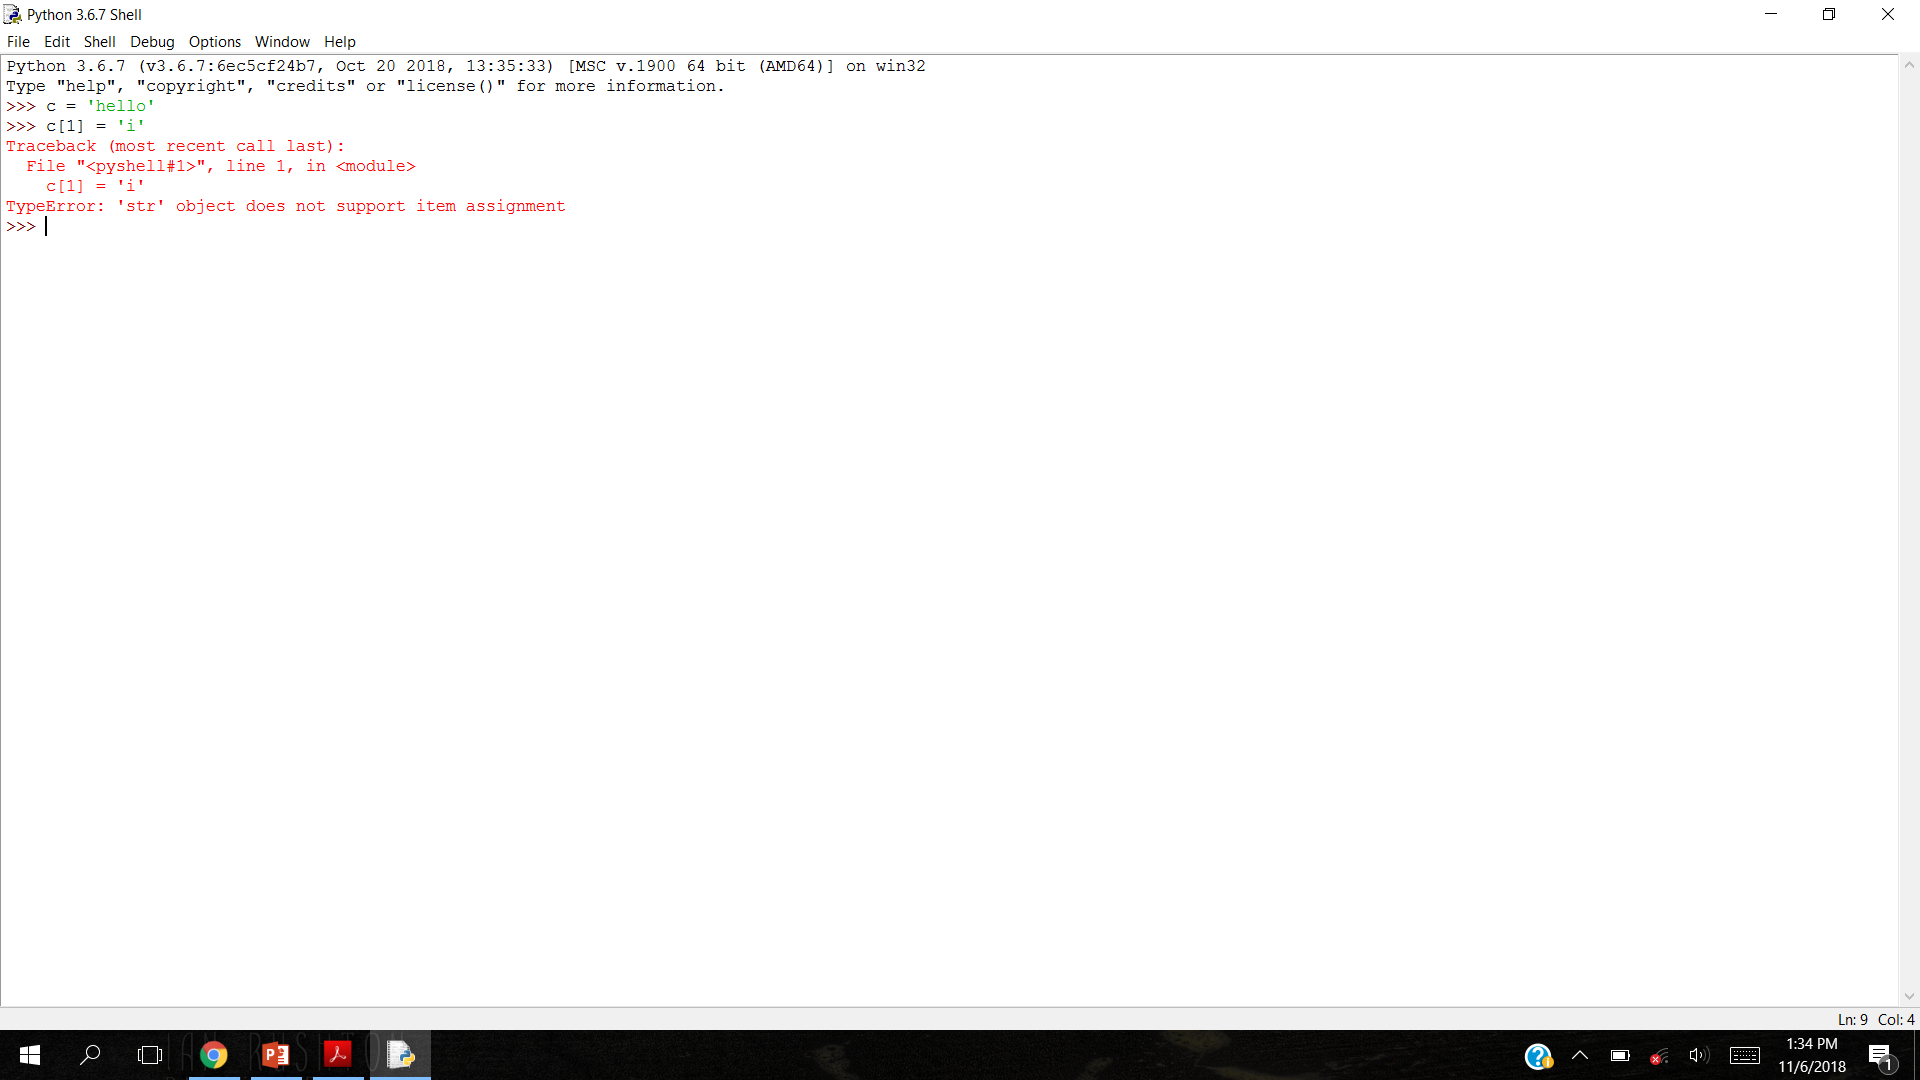 Python 3.6.7 Shell
File Edit Shell Debug Options Window Help
Python 3.6.7 (v3.6.7:6ec5cf24b7, Oct 20 2018, 13:35:33) [MSC v.1900 64 bit (AMD64)] on win32
Type "help", "copyright", "credits" or "license()" for more information.
>>> c = 'hello'
>>> c[1] = 'i'
Traceback (most recent call last):
  File "<pyshell#1>", line 1, in <module>
    c[1] = 'i'
TypeError: 'str' object does not support item assignment
>>>
Ln: 9 Col: 4
1:34 PM
11/6/2018
1